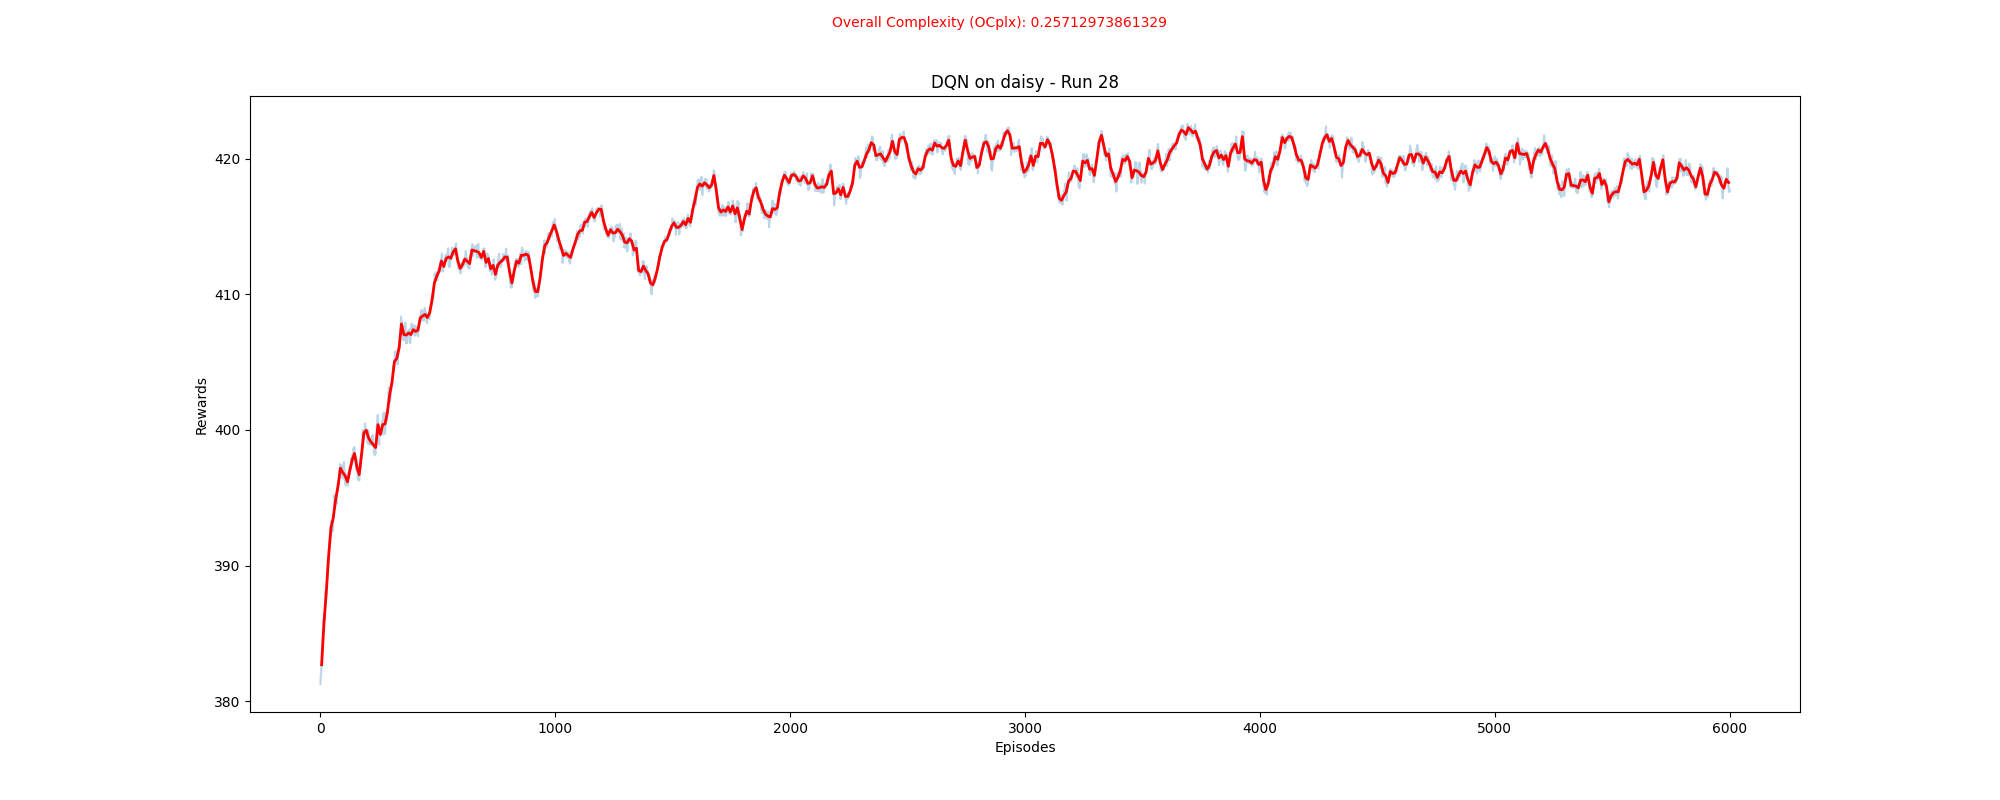 Overall Complexity (OCplx): 0.25712973861329
DQN on daisy - Run 28
420
410
400
390
380
Rewards
0 1000 2000 3000 4000 5000 6000
Episodes